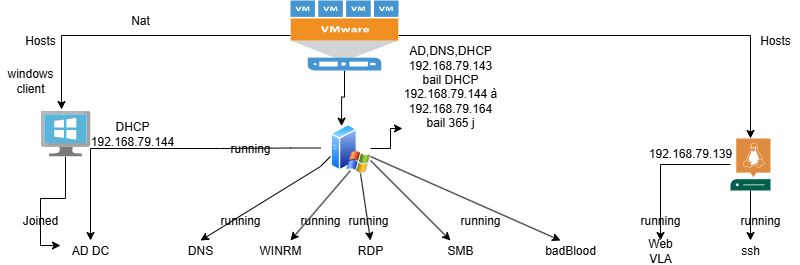 VM VM VM VM
VMware
Nat
Hosts
Hosts
windows
client
AD,DNS,DHCP
192.168.79.143
bail DHCP
192.168.79.144 à
192.168.79.164
bail 365 j
DHCP
192.168.79.144
running
192.168.79.139
Joined
running
running
running
running
running
running
AD DC
DNS
WINRM
RDP
SMB
badBlood
Web
VLA
ssh